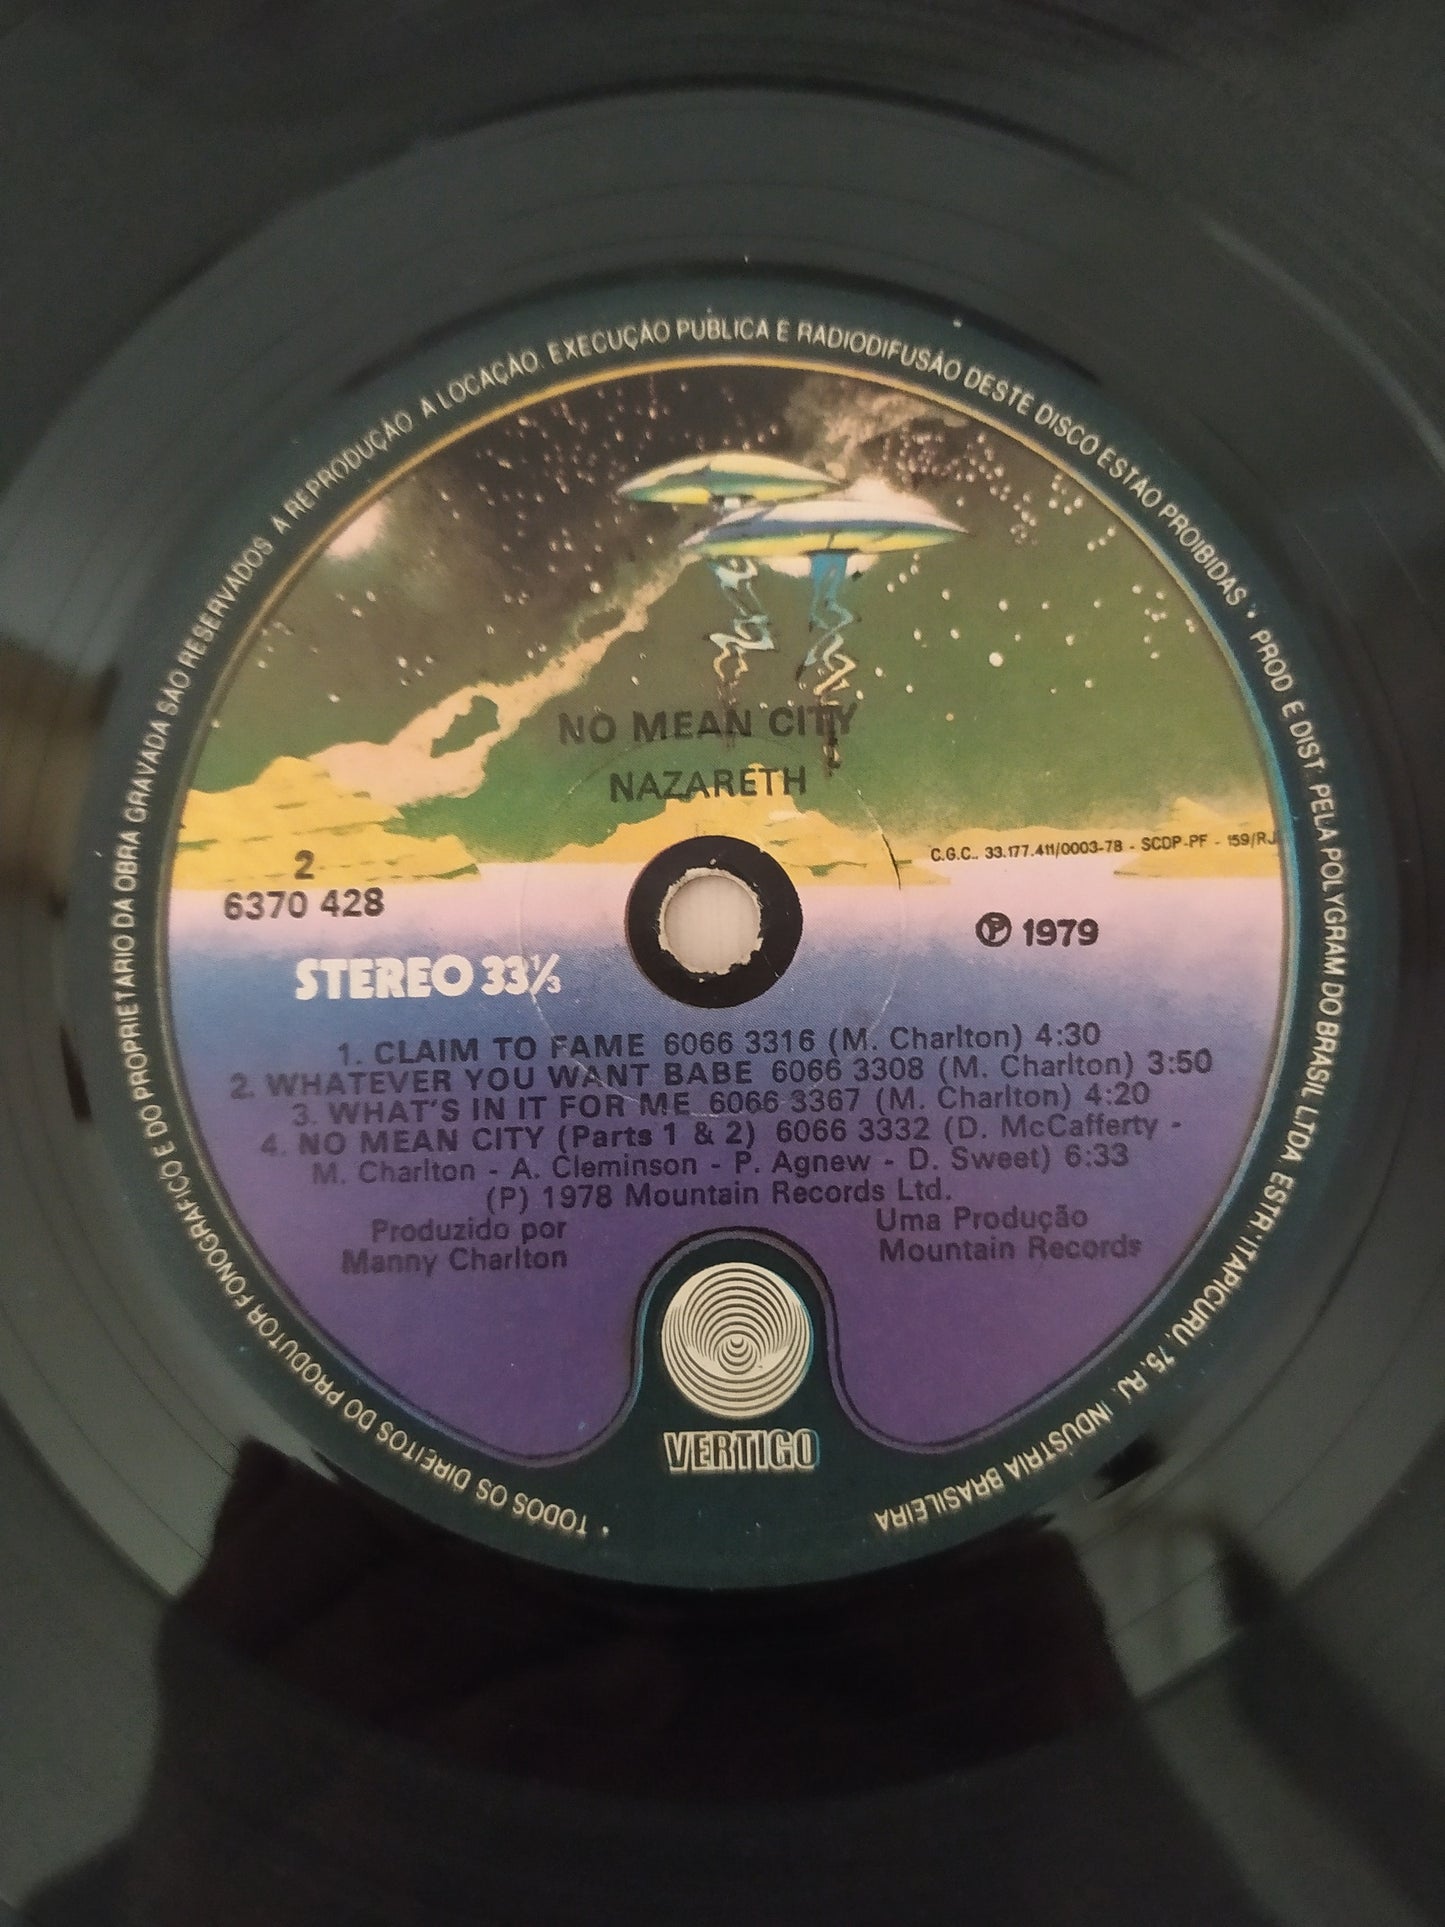 • TODOS OS DIREITOS DO PRODUTOR FONOGRAFICO E DO PROPRIETARIO DA OBRA GRAVADA SÃO RESERVADOS A REPRODUÇÃO A LOCAÇÃO. EXECUÇÃO PUBLICA E RADIODIFUSÃO DESTE DISCO ESTÃO PROIBIDAS • PROD. E DIST. PELA POLYGRAM DO BRASIL LTDA ESTR. ITAPICURU, 75. RJ. INDÚSTRIA BRASILEIRA
NO MEAN CITY
NAZARETH
C.G.C.. 33.177.411/0003-78 - SCDP-PF - 159/RJ
2
6370 428
Ⓟ 1979
STEREO 33⅓
1. CLAIM TO FAME 6066 3316 (M. Charlton) 4:30
2. WHATEVER YOU WANT BABE 6066 3308 (M. Charlton) 3:50
3. WHAT'S IN IT FOR ME 6066 3367 (M. Charlton) 4:20
4. NO MEAN CITY (Parts 1 & 2) 6066 3332 (D. McCafferty -
M. Charlton - A. Cleminson - P. Agnew - D. Sweet) 6:33
(P) 1978 Mountain Records Ltd.
Produzido por
Manny Charlton
Uma Produção
Mountain Records
VERTIGO